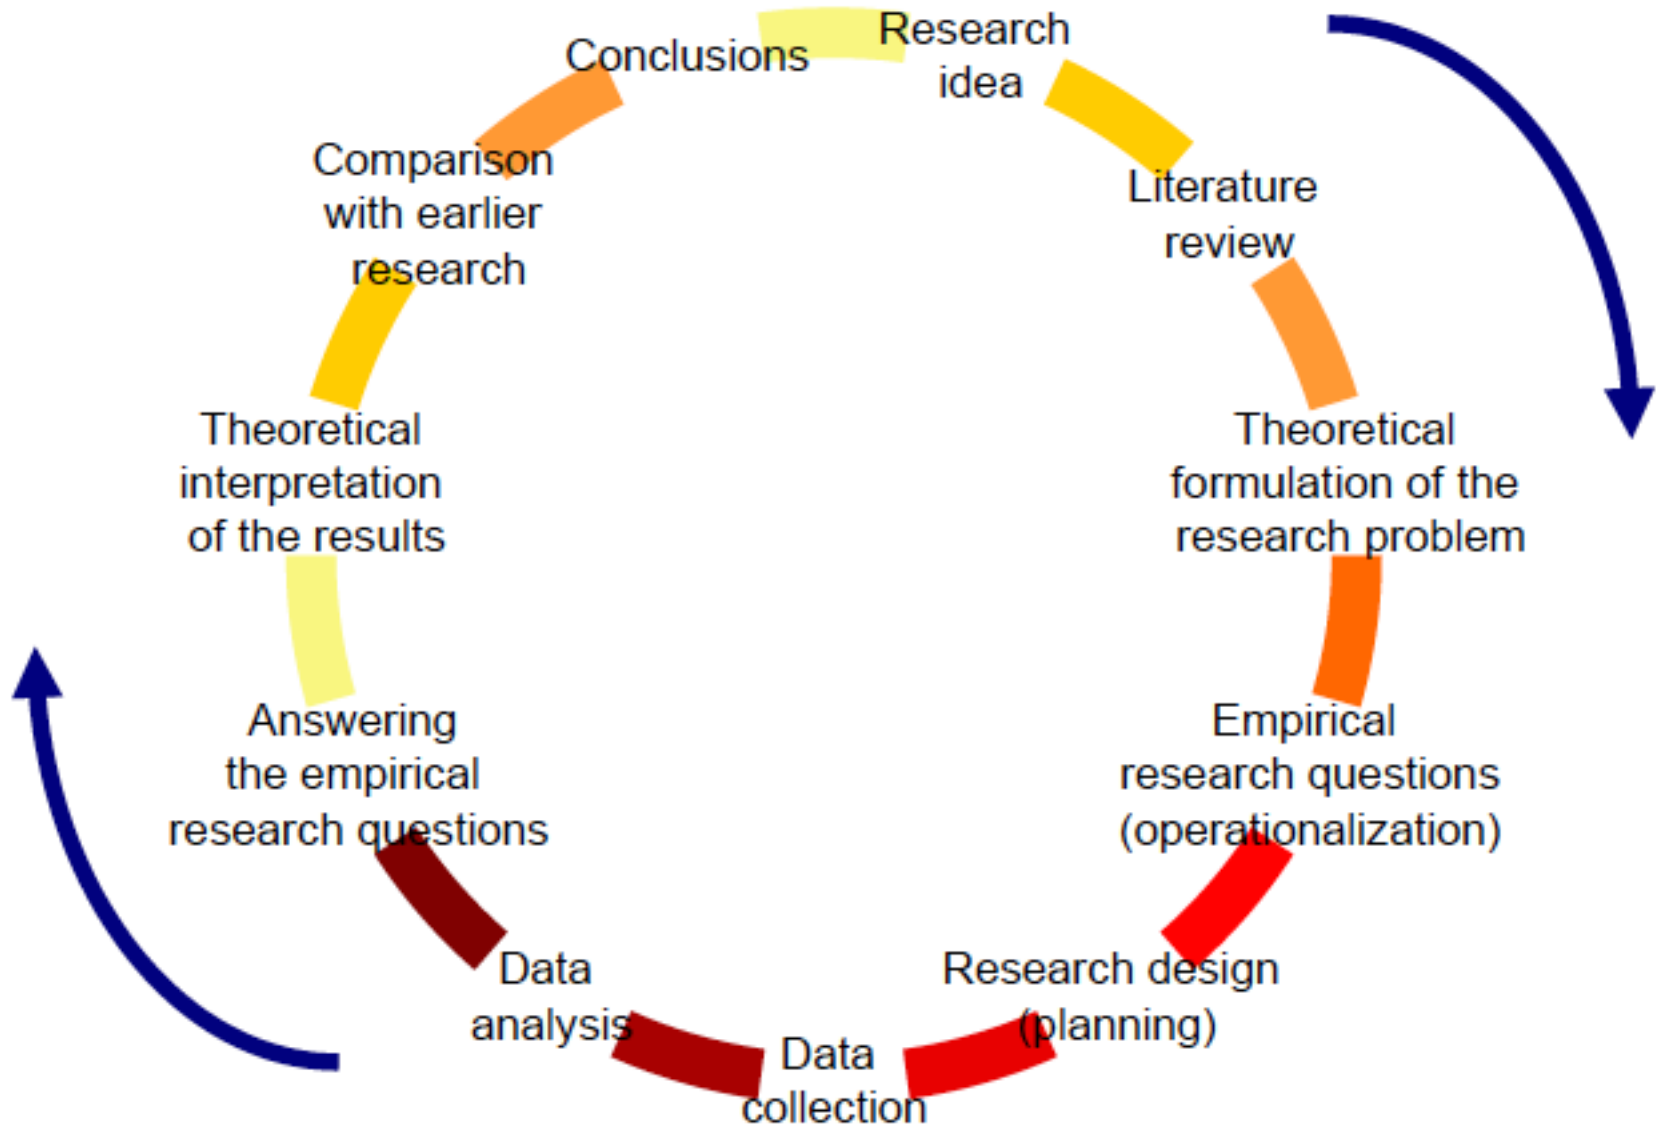 Research
idea
Literature
review
Theoretical
formulation of the
research problem
Empirical
research questions
(operationalization)
Research design
(planning)
Data
collection
Data
analysis
Answering
the empirical
research questions
Theoretical
interpretation
of the results
Comparison
with earlier
research
Conclusions